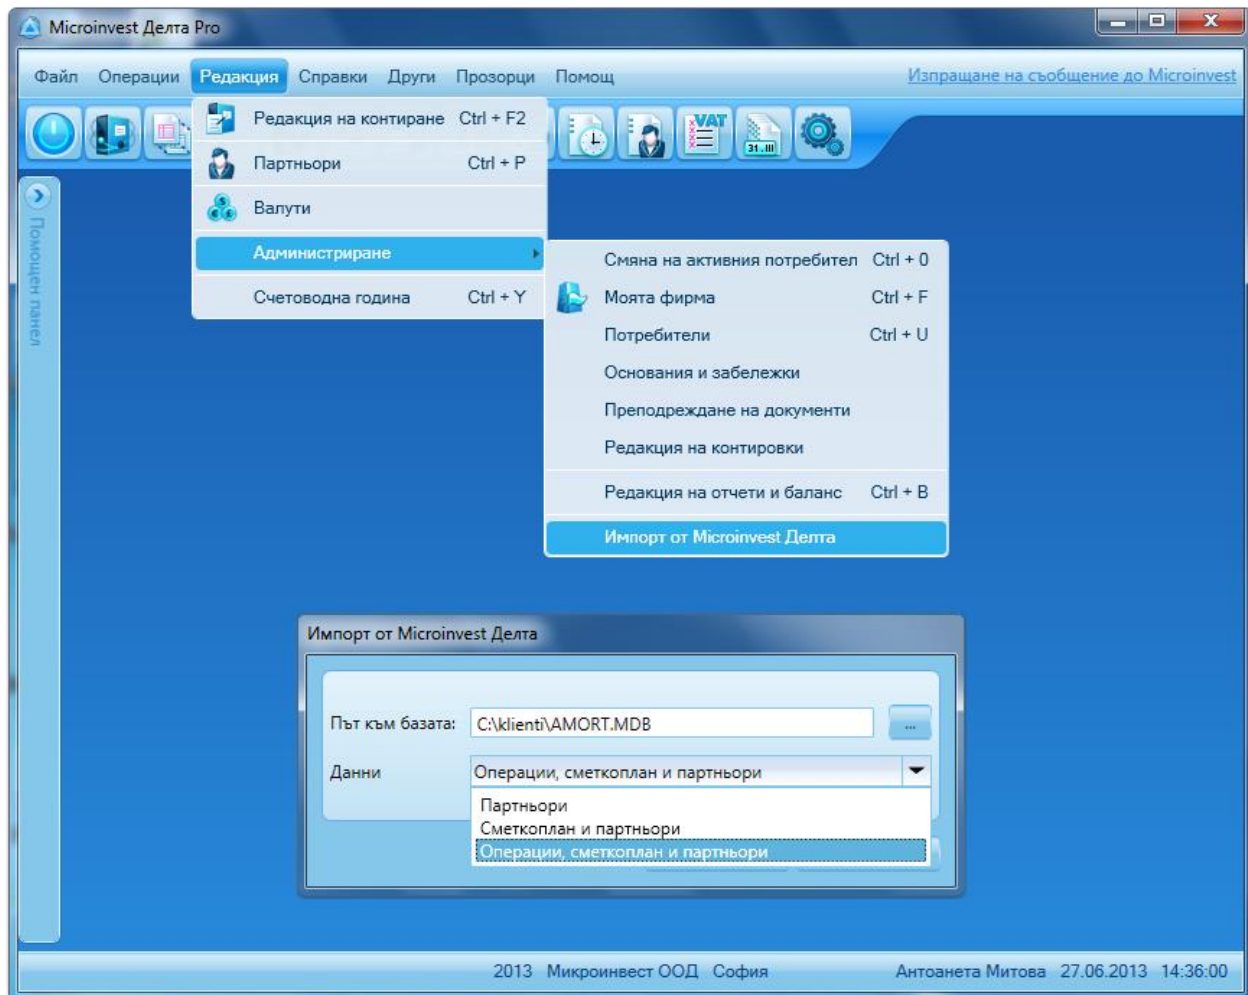 Microinvest Делта Pro
Файл Операции Редакция Справки Други Прозорци Помощ Изпращане на съобщение до Microinvest
Редакция на контиране Ctrl + F2
VAT
31.III
Партньори Ctrl + P
Валути
Помощен панел
Администриране
Счетоводна година Ctrl + Y
Смяна на активния потребител Ctrl + 0
Моята фирма Ctrl + F
Потребители Ctrl + U
Основания и забележки
Преподреждане на документи
Редакция на контировки
Редакция на отчети и баланс Ctrl + B
Импорт от Microinvest Делта
Импорт от Microinvest Делта
Път към базата: C:\klienti\AMORT.MDB ...
Данни Операции, сметкоплан и партньори
Партньори
Сметкоплан и партньори
Операции, сметкоплан и партньори
2013 Микроинвест ООД София Антоанета Митова 27.06.2013 14:36:00